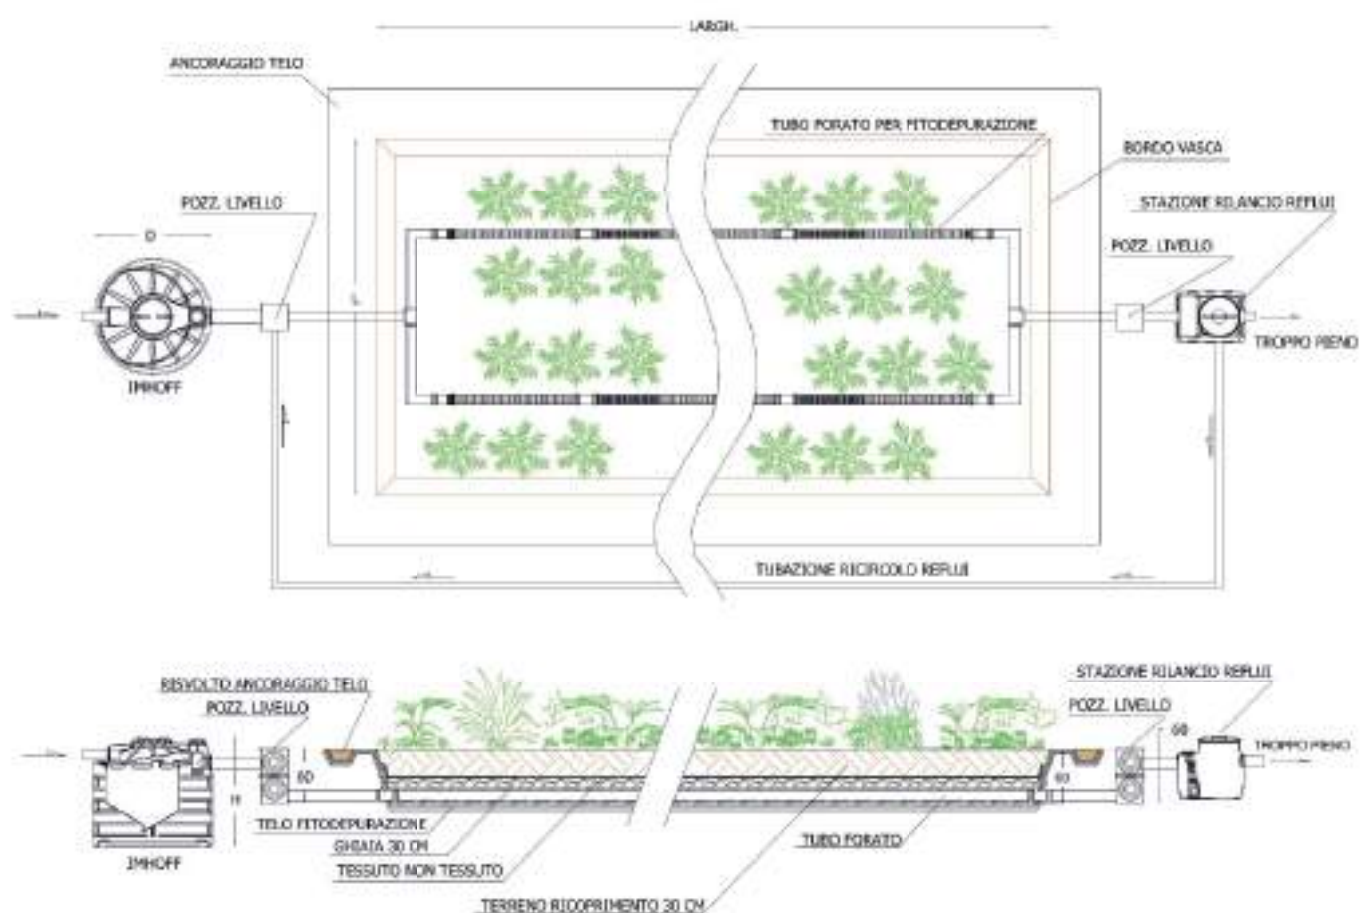 LARGH.
ANCORAGGIO TELO
TUBO FORATO PER FITODEPURAZIONE
BORDO VASCA
POZZ. LIVELLO
STAZIONE RILANCIO REFLUI
D
POZZ. LIVELLO
TROPPO PIENO
IMHOFF
TUBAZIONE RICIRCOLO REFLUI
STAZIONE RILANCIO REFLUI
RISVOLTO ANCORAGGIO TELO
POZZ. LIVELLO
POZZ. LIVELLO
60
TROPPO PIENO
60
60
H
TELO FITODEPURAZIONE
TUBO FORATO
GHIAIA 30 CM
IMHOFF
TESSUTO NON TESSUTO
TERRENO RICOPRIMENTO 30 CM